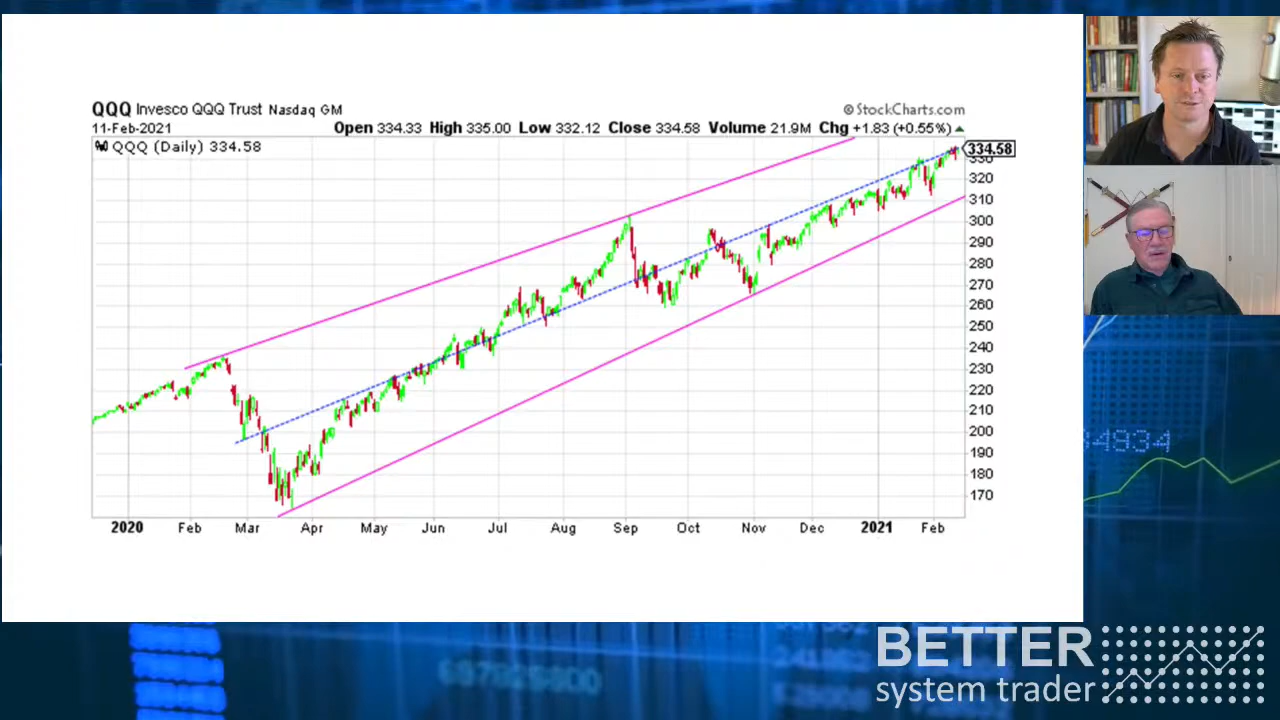 QQQ Invesco QQQ Trust Nasdaq GM
© StockCharts.com
11-Feb-2021
Open 334.33 High 335.00 Low 332.12 Close 334.58 Volume 21.9M Chg +1.83 (+0.55%)
QQQ (Daily) 334.58
334.58
330
320
310
300
290
280
270
260
250
240
230
220
210
200
190
180
170
2020 Feb Mar Apr May Jun Jul Aug Sep Oct Nov Dec 2021 Feb
BETTER
system trader